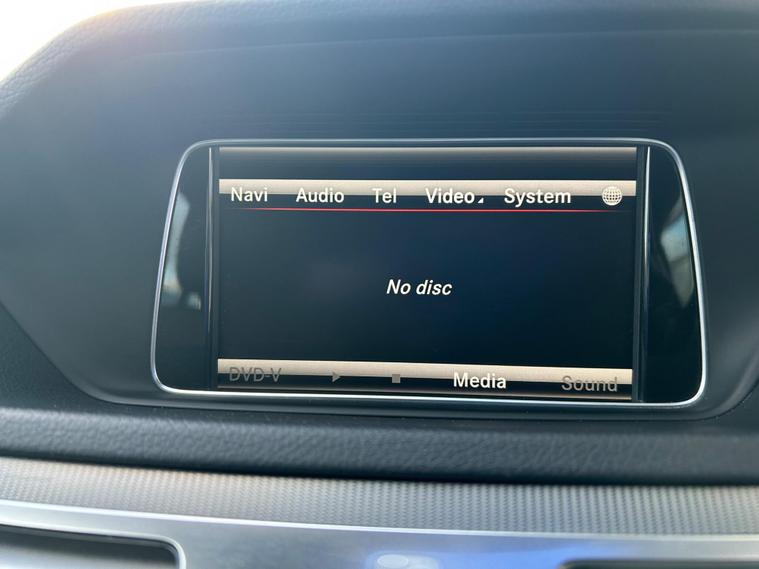 Navi Audio Tel Video System
No disc
DVD-V Media Sound